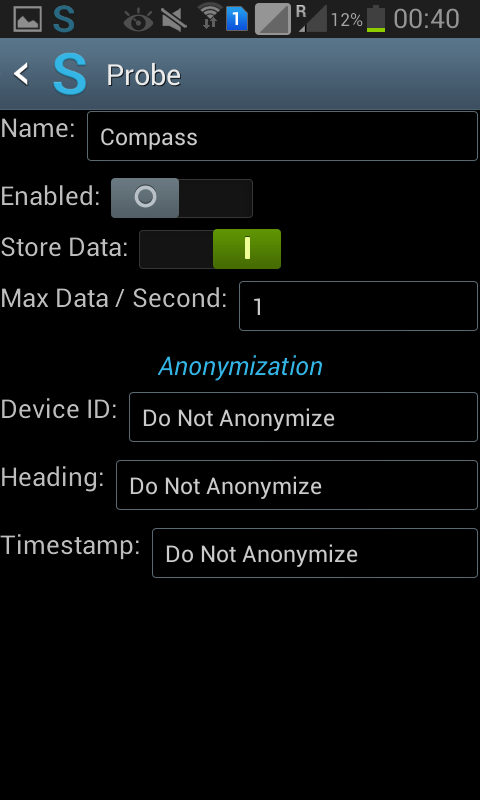 S 1 R 12% 00:40
S Probe
Name: Compass
Enabled:
Store Data:
Max Data / Second: 1
Anonymization
Device ID: Do Not Anonymize
Heading: Do Not Anonymize
Timestamp: Do Not Anonymize